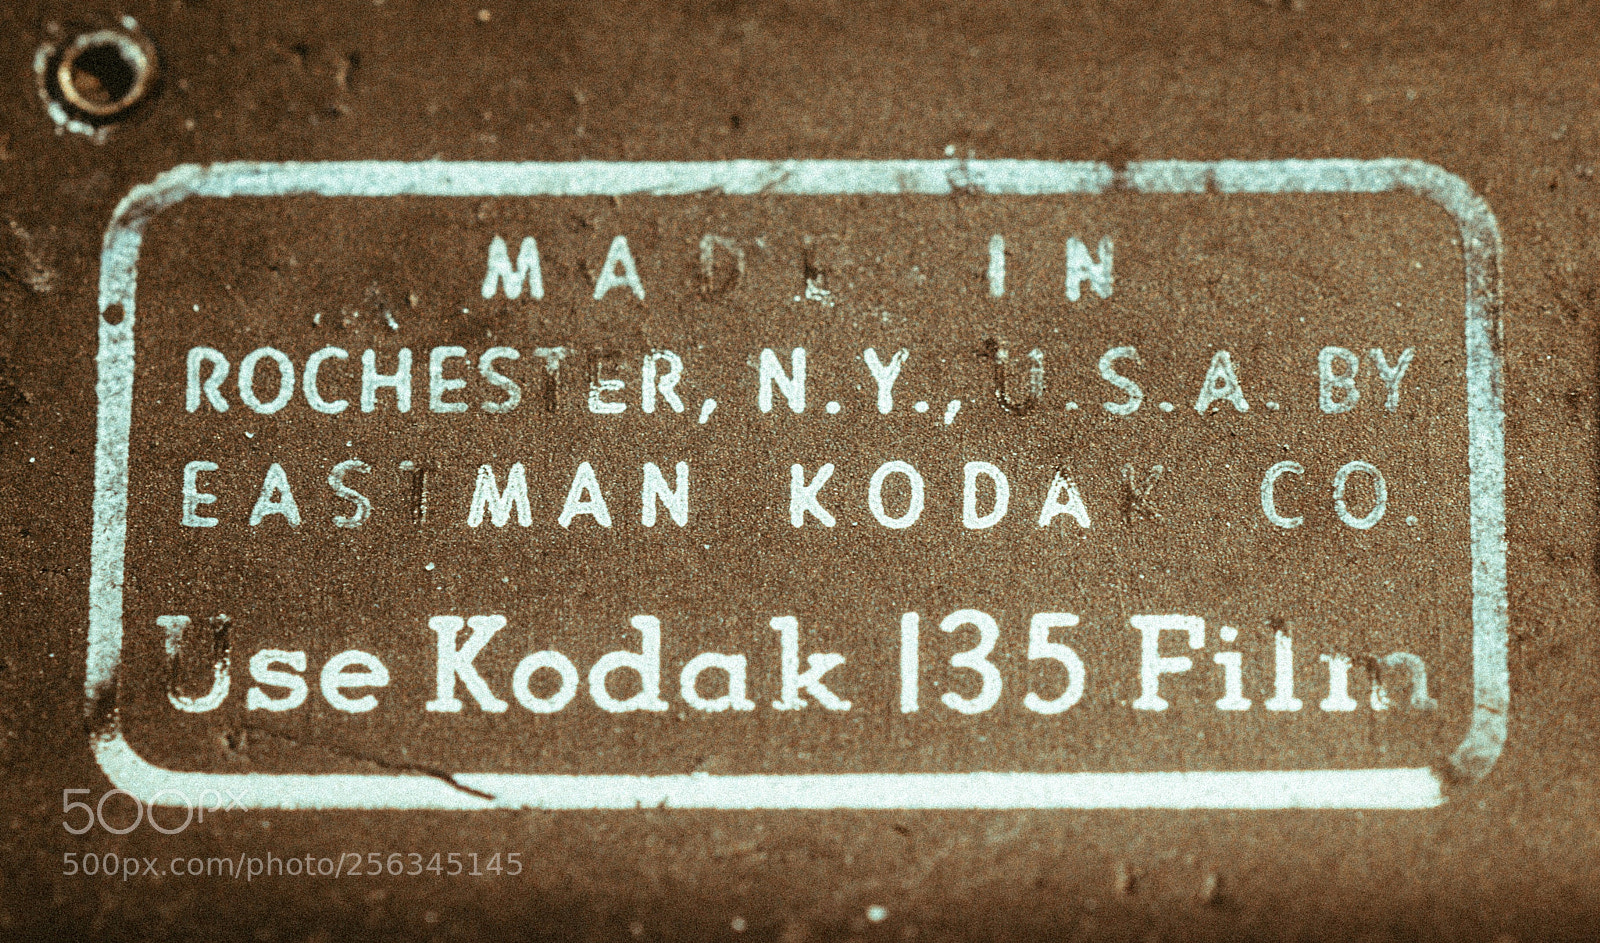 MADE IN
ROCHESTER, N.Y., U.S.A. BY
EASTMAN KODAK CO.
Use Kodak 135 Film
500px
500px.com/photo/256345145